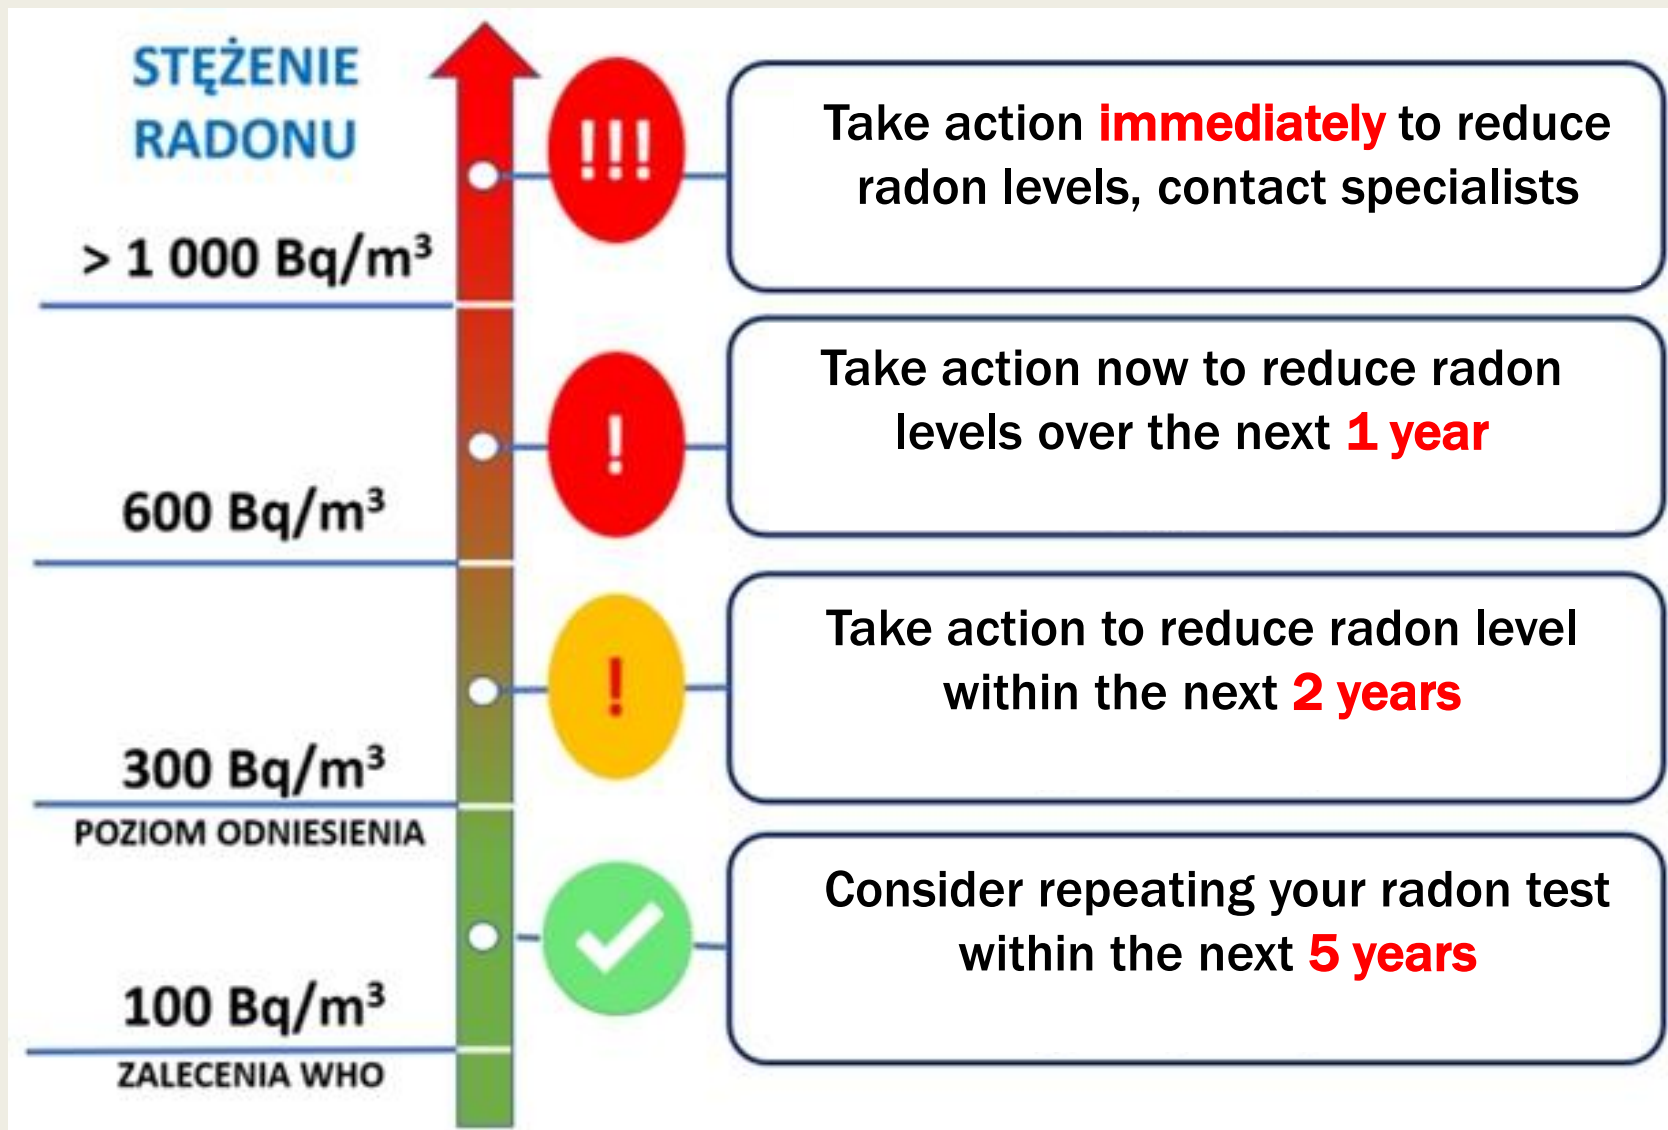 STĘŻENIE
RADONU
> 1 000 Bq/m³
600 Bq/m³
300 Bq/m³
POZIOM ODNIESIENIA
100 Bq/m³
ZALECENIA WHO
!!!
Take action immediately to reduce
radon levels, contact specialists
!
Take action now to reduce radon
levels over the next 1 year
!
Take action to reduce radon level
within the next 2 years
Consider repeating your radon test
within the next 5 years